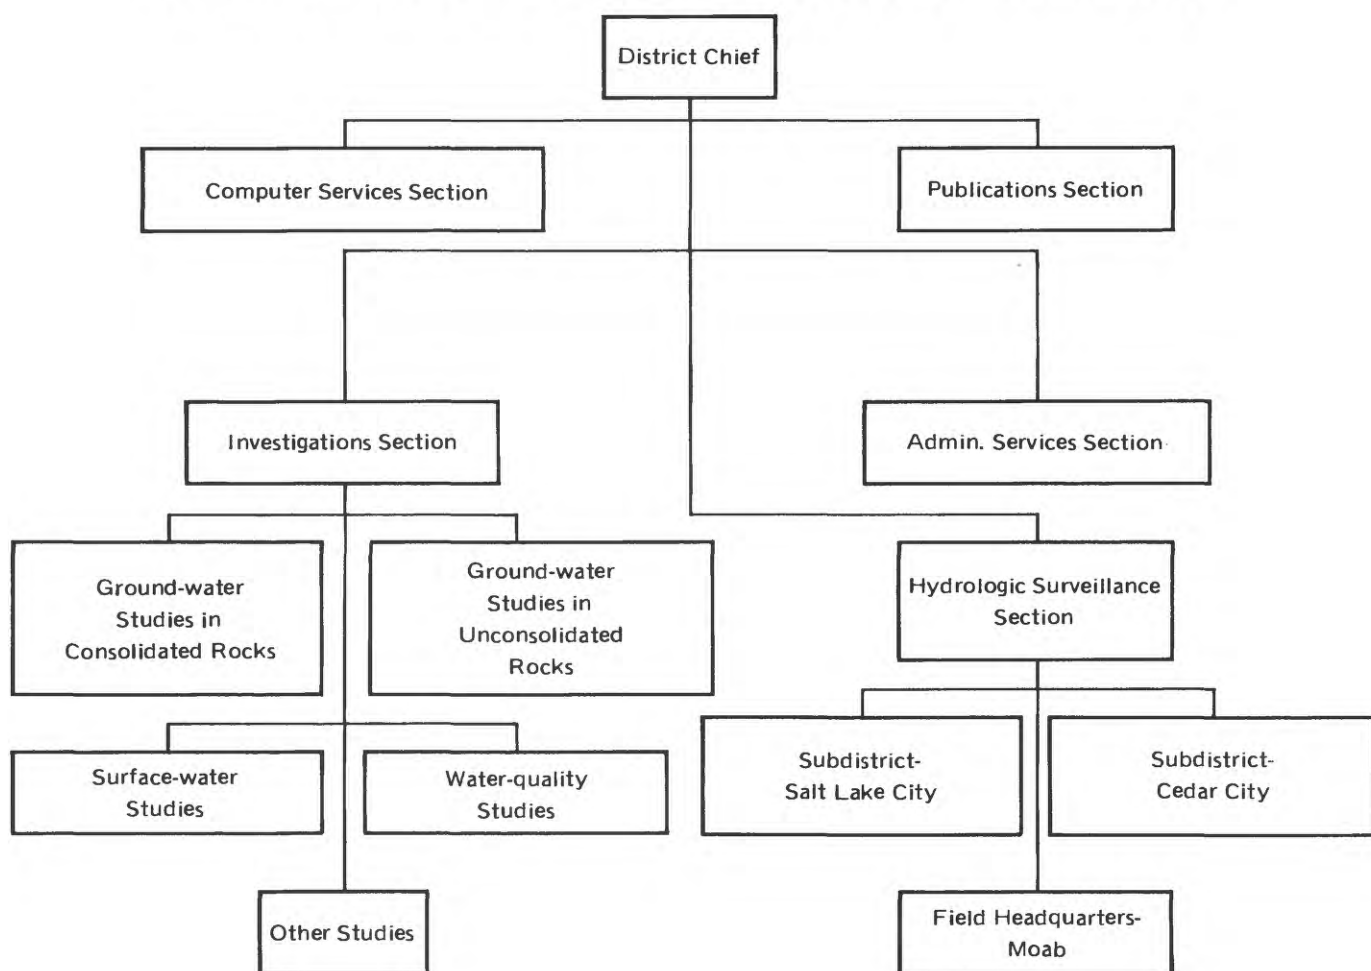 District Chief
Computer Services Section
Publications Section
Investigations Section
Admin. Services Section
Ground-water
Studies in
Consolidated Rocks
Ground-water
Studies in
Unconsolidated
Rocks
Hydrologic Surveillance
Section
Surface-water
Studies
Water-quality
Studies
Subdistrict-
Salt Lake City
Subdistrict-
Cedar City
Other Studies
Field Headquarters-
Moab